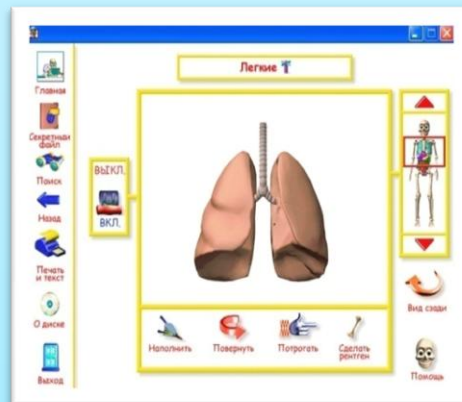 Легкие
Главная
Секретный
файл
Поиск
Назад
Печать
и текст
О диске
Выход
ВЫКЛ.
ВКЛ.
Наполнить
Повернуть
Потрогать
Сделать
рентген
Вид сзади
Помощь